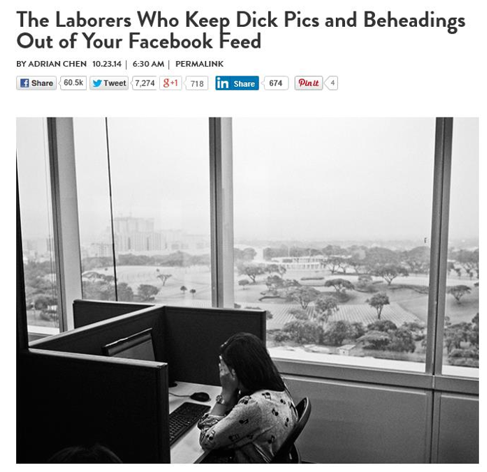 The Laborers Who Keep Dick Pics and Beheadings
Out of Your Facebook Feed
BY ADRIAN CHEN 10.23.14 | 6:30 AM | PERMALINK
Share 60.5k Tweet 7,274 +1 718 in Share 674 Pin it 4